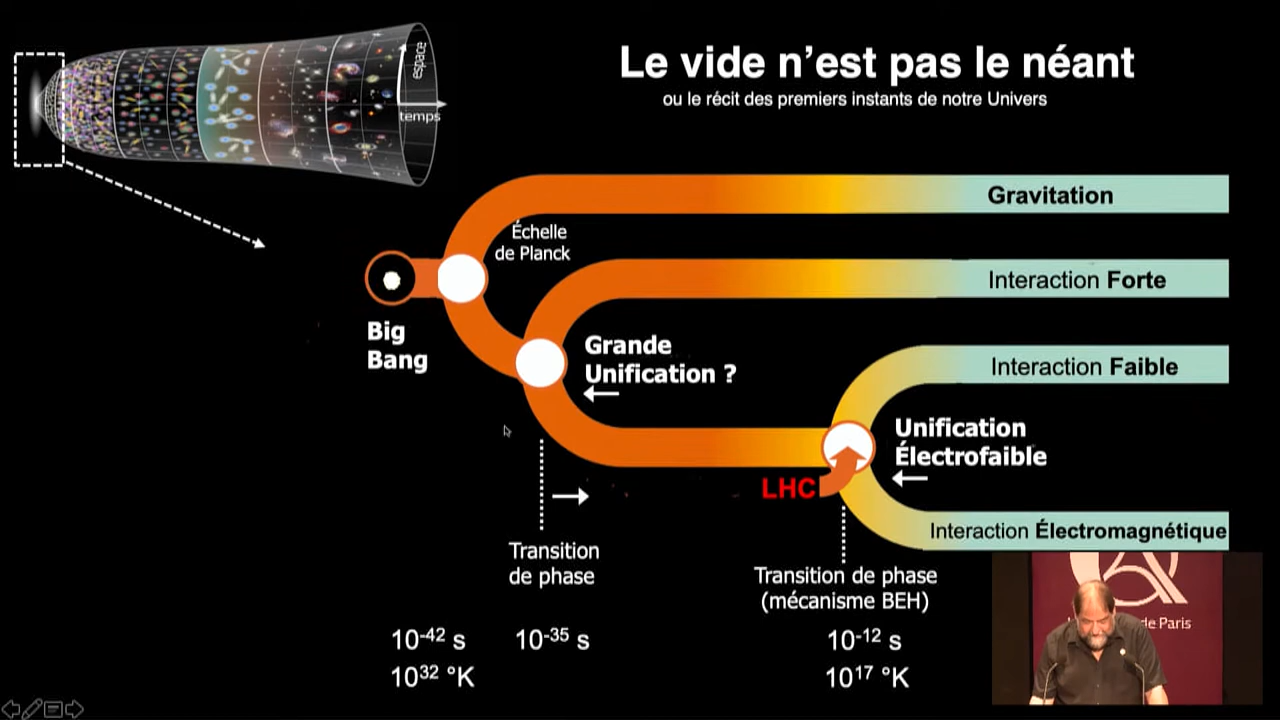 Le vide n’est pas le néant
ou le récit des premiers instants de notre Univers
espace
temps
Gravitation
Échelle
de Planck
Interaction Forte
Big
Bang
Grande
Unification ?
Interaction Faible
Unification
Électrofaible
LHC
Interaction Électromagnétique
Transition
de phase
Transition de phase
(mécanisme BEH)
10⁻⁴² s
10⁻³⁵ s
10⁻¹² s
10³² °K
10¹⁷ °K
de Paris